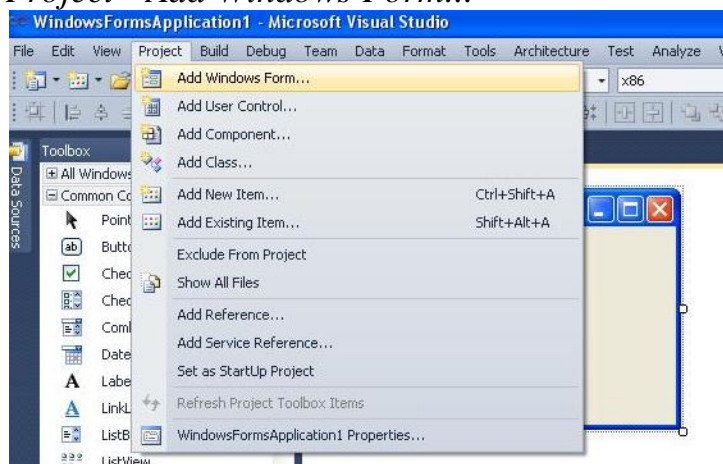 Project - Add Windows Form...
WindowsFormsApplication1 - Microsoft Visual Studio
File Edit View Project Build Debug Team Data Format Tools Architecture Test Analyze
x86
Add Windows Form...
Add User Control...
Add Component...
Add Class...
Add New Item... Ctrl+Shift+A
Add Existing Item... Shift+Alt+A
Exclude From Project
Show All Files
Add Reference...
Add Service Reference...
Set as StartUp Project
Refresh Project Toolbox Items
WindowsFormsApplication1 Properties...
Data Sources
Toolbox
All Windows
Common Co
Point
ab Butto
Chec
Chec
Coml
Date
A Labe
A LinkL
ListB
ListView